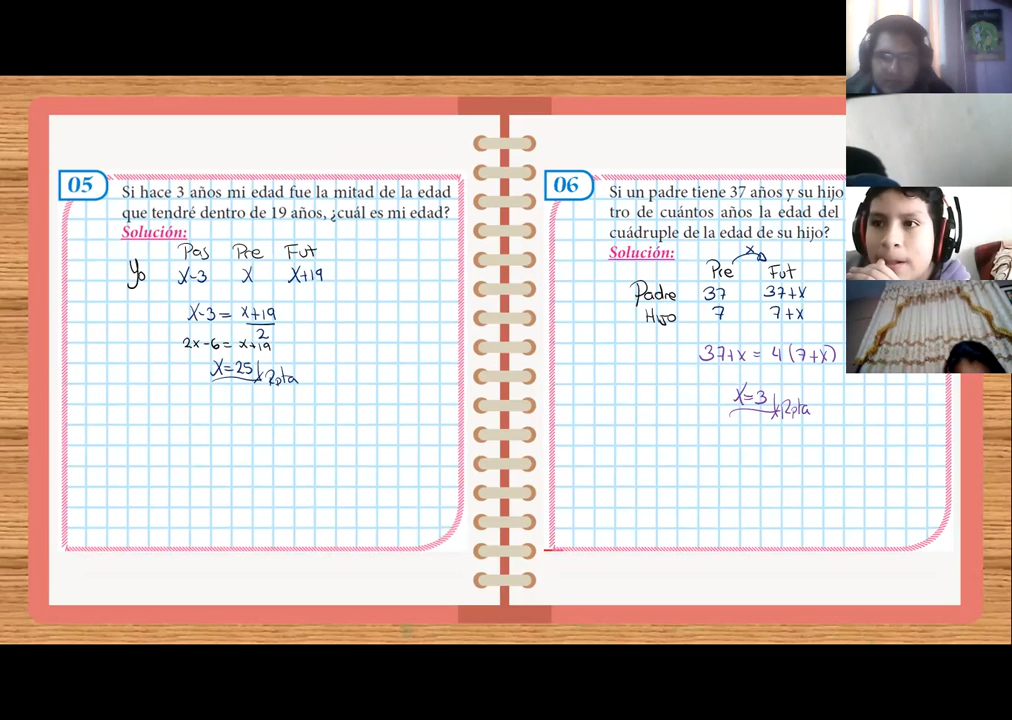 05
Si hace 3 años mi edad fue la mitad de la edad
que tendré dentro de 19 años, ¿cuál es mi edad?
Solución:
Pas Pre Fut
Yo x-3 x x+19
x-3 = x+19
2
2x-6 = x+19
x=25 Rpta
06
Si un padre tiene 37 años y su hijo
tro de cuántos años la edad del
cuádruple de la edad de su hijo?
Solución:
x
Pre Fut
Padre 37 37+x
Hijo 7 7+x
37+x = 4(7+x)
x=3 Rpta